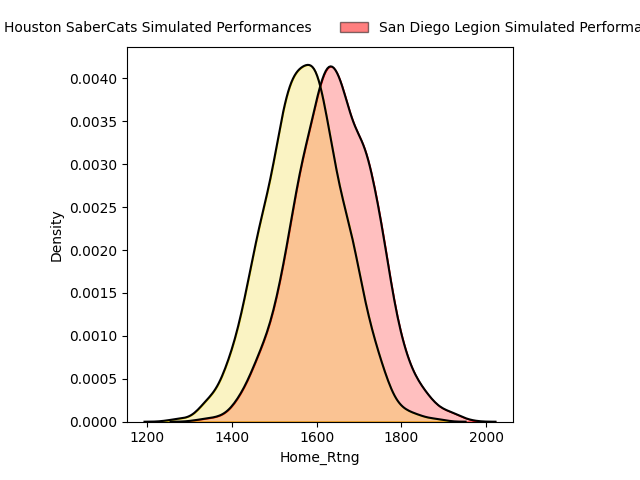 Houston SaberCats Simulated Performances
San Diego Legion Simulated Performa
0.0040
0.0035
0.0030
0.0025
0.0020
0.0015
0.0010
0.0005
0.0000
Density
1200 1400 1600 1800 2000
Home_Rtng